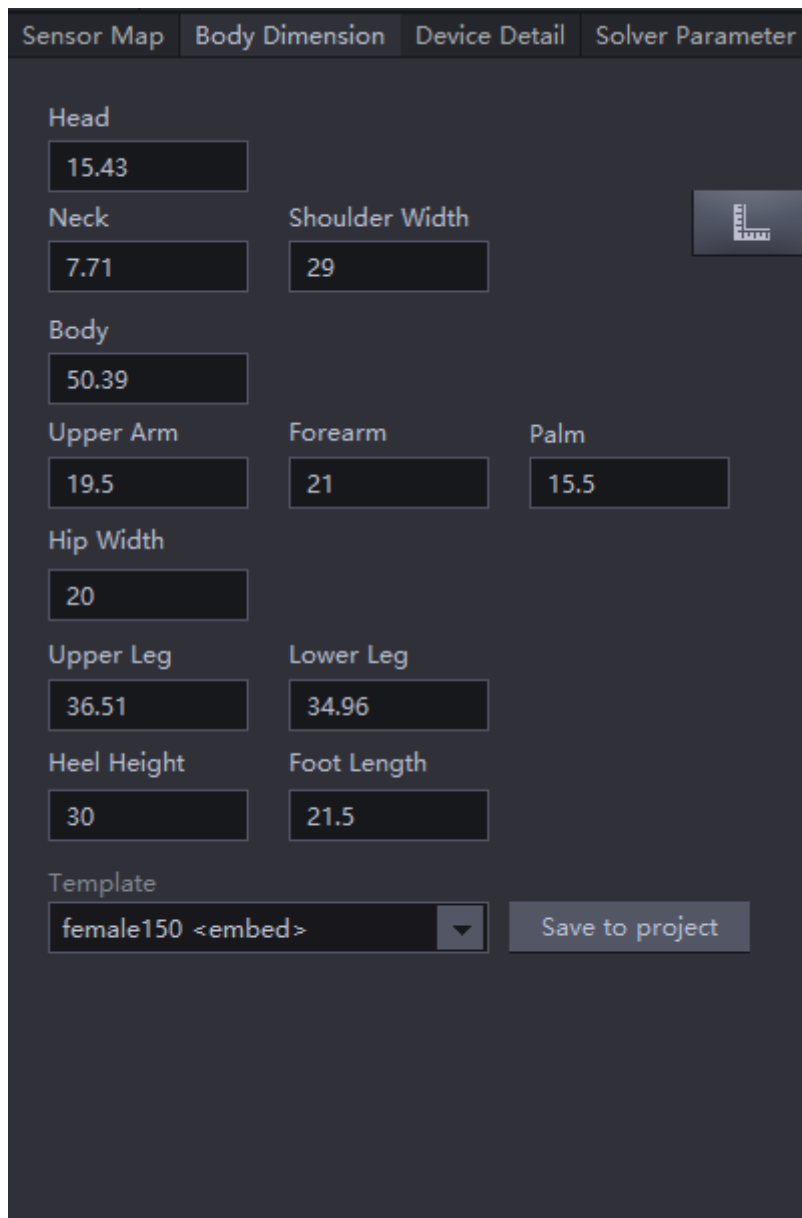 Sensor Map Body Dimension Device Detail Solver Parameter
Head
15.43
Neck Shoulder Width
7.71 29
Body
50.39
Upper Arm Forearm Palm
19.5 21 15.5
Hip Width
20
Upper Leg Lower Leg
36.51 34.96
Heel Height Foot Length
30 21.5
Template
female150 <embed> Save to project